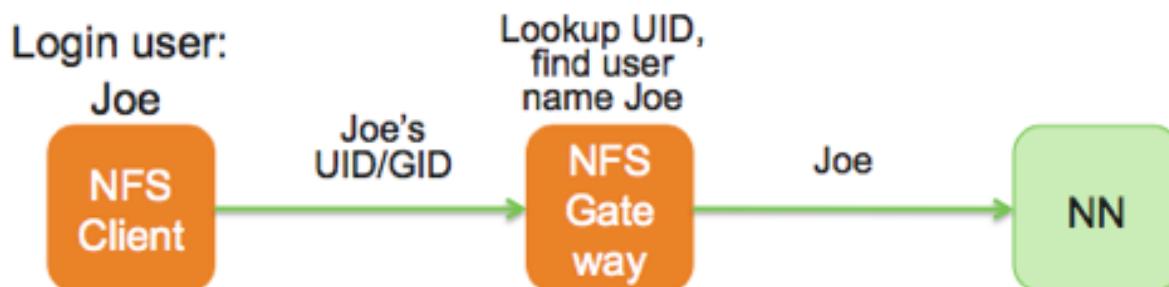 Login user:
Joe
NFS
Client
Joe's
UID/GID
Lookup UID,
find user
name Joe
NFS
Gate
way
Joe
NN